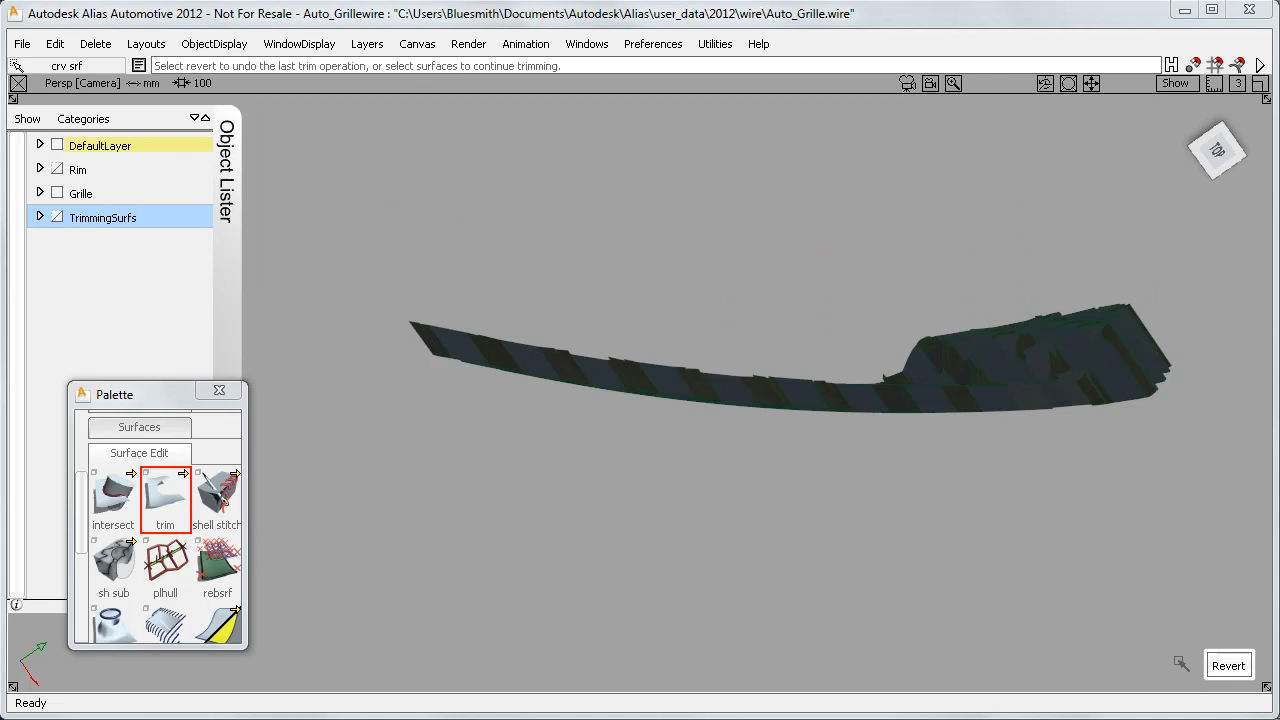 Autodesk Alias Automotive 2012 - Not For Resale - Auto_Grillewire : "C:\Users\Bluesmith\Documents\Autodesk\Alias\user_data\2012\wire\Auto_Grille.wire"
File Edit Delete Layouts ObjectDisplay WindowDisplay Layers Canvas Render Animation Windows Preferences Utilities Help
crv srf Select revert to undo the last trim operation, or select surfaces to continue trimming.
Persp [Camera] mm 100 Show 3
Show Categories
Object Lister
DefaultLayer
Rim
Grille
TrimmingSurfs
TOP
Palette
Surfaces
Surface Edit
intersect trim shell stitch
sh sub plhull rebsrf
Revert
Ready